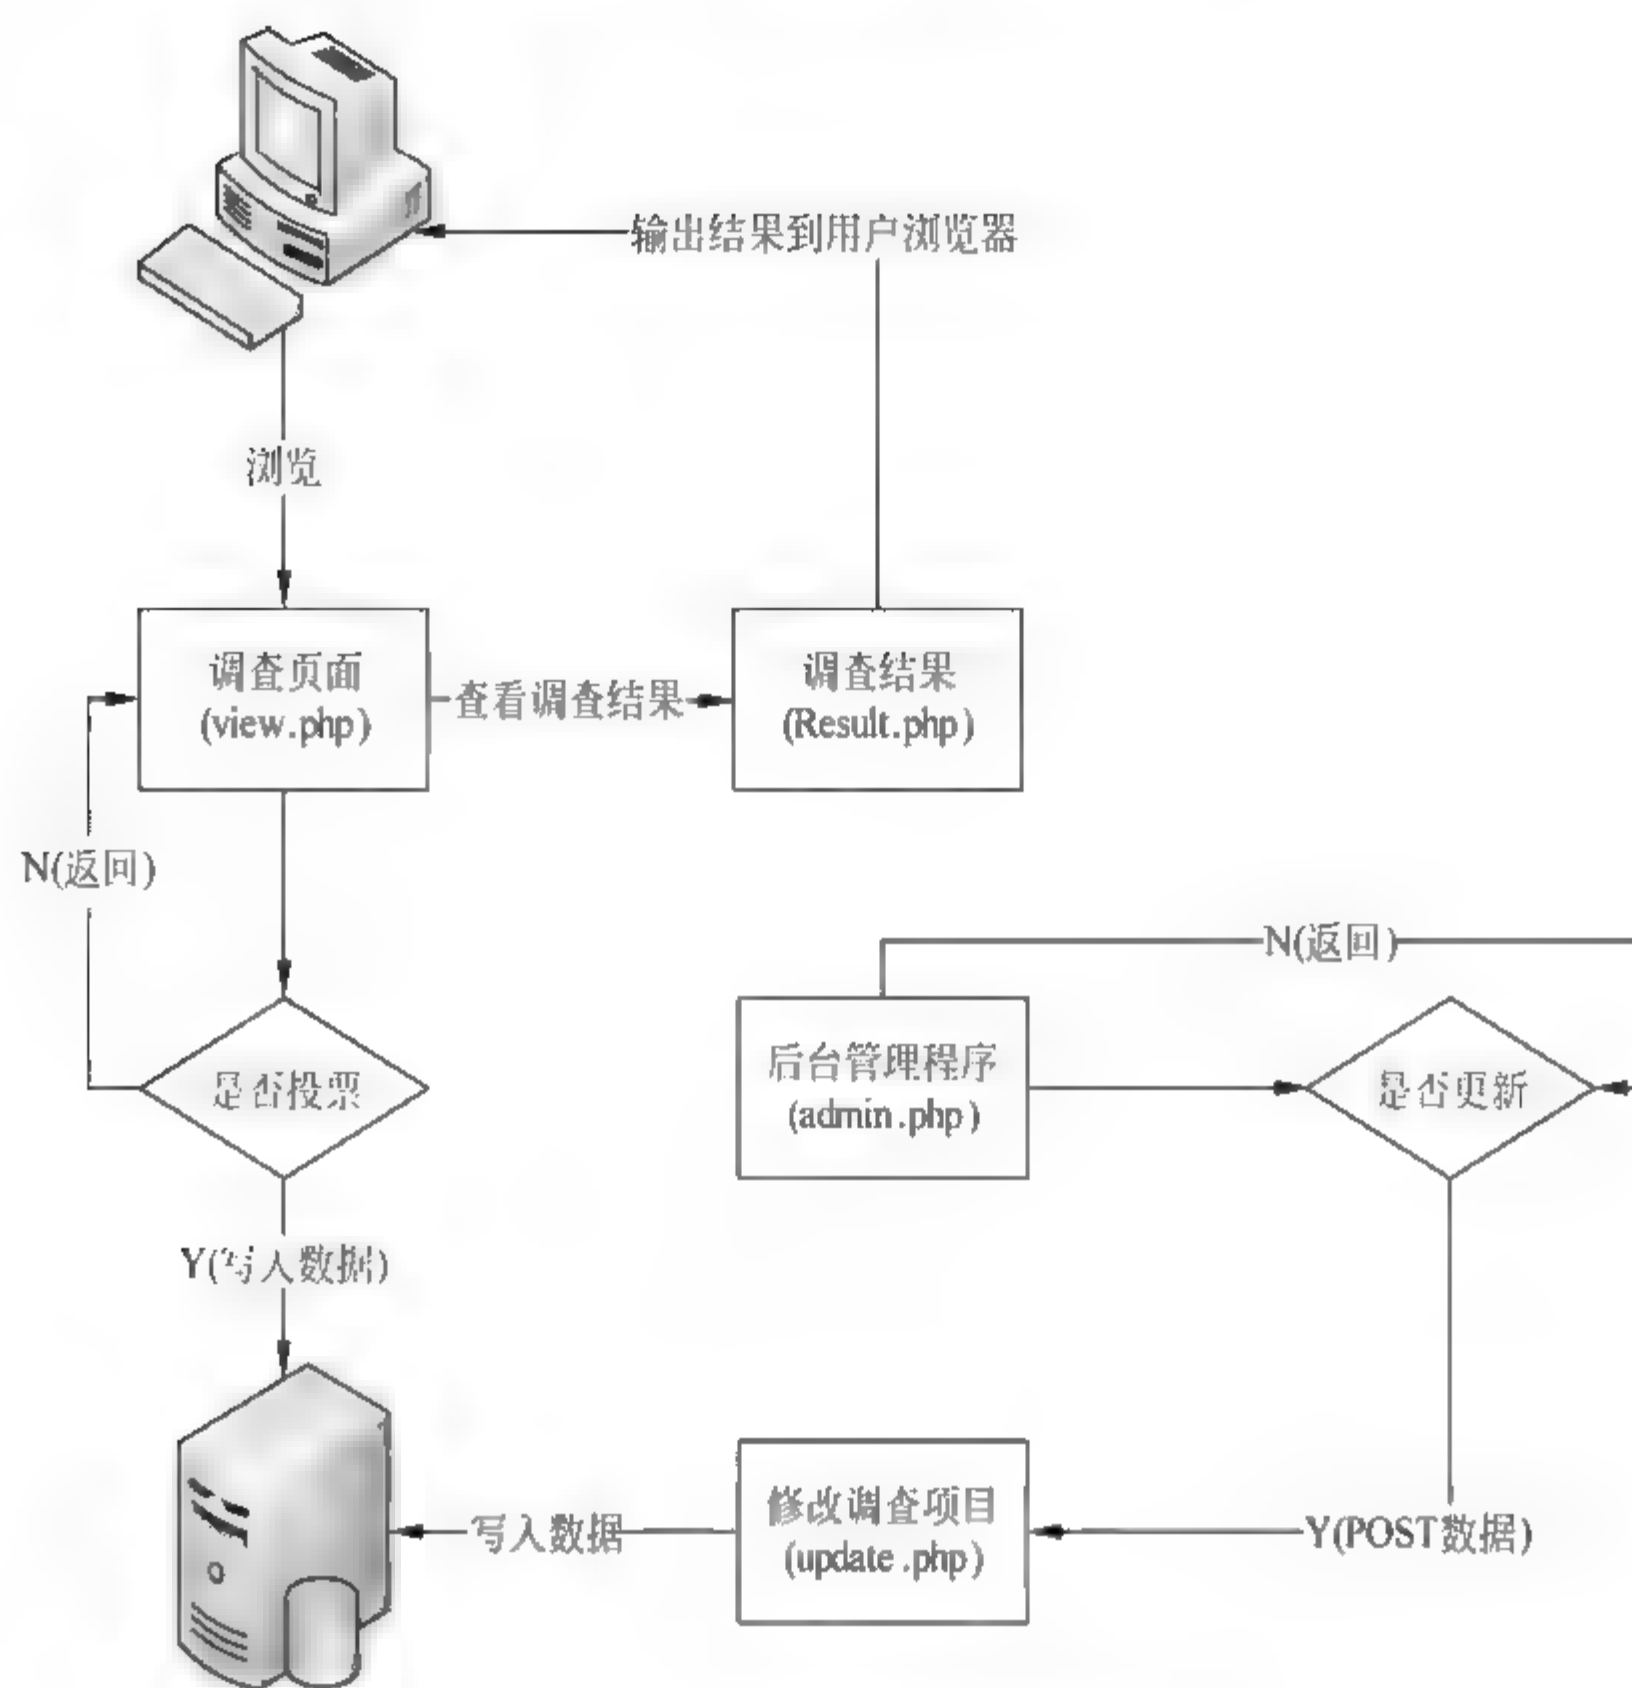 输出结果到用户浏览器
浏览
调查页面
(view.php)
查看调查结果
调查结果
(Result.php)
N(返回)
N(返回)
是否投票
后台管理程序
(admin.php)
是否更新
Y(写入数据)
修改调查项目
(update.php)
写入数据
Y(POST数据)